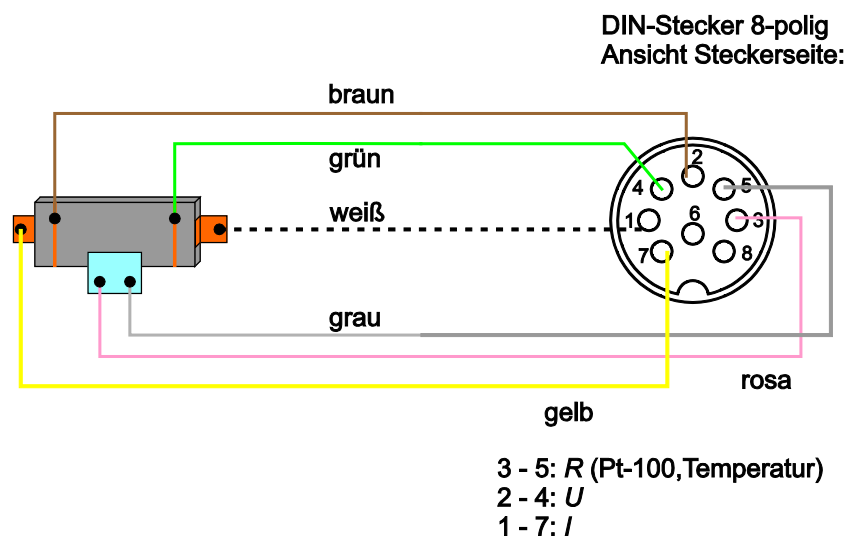 DIN-Stecker 8-polig
Ansicht Steckerseite:
braun
grün
weiß
2
4
5
1
6
3
7
8
grau
rosa
gelb
3 - 5: R (Pt-100,Temperatur)
2 - 4: U
1 - 7: I